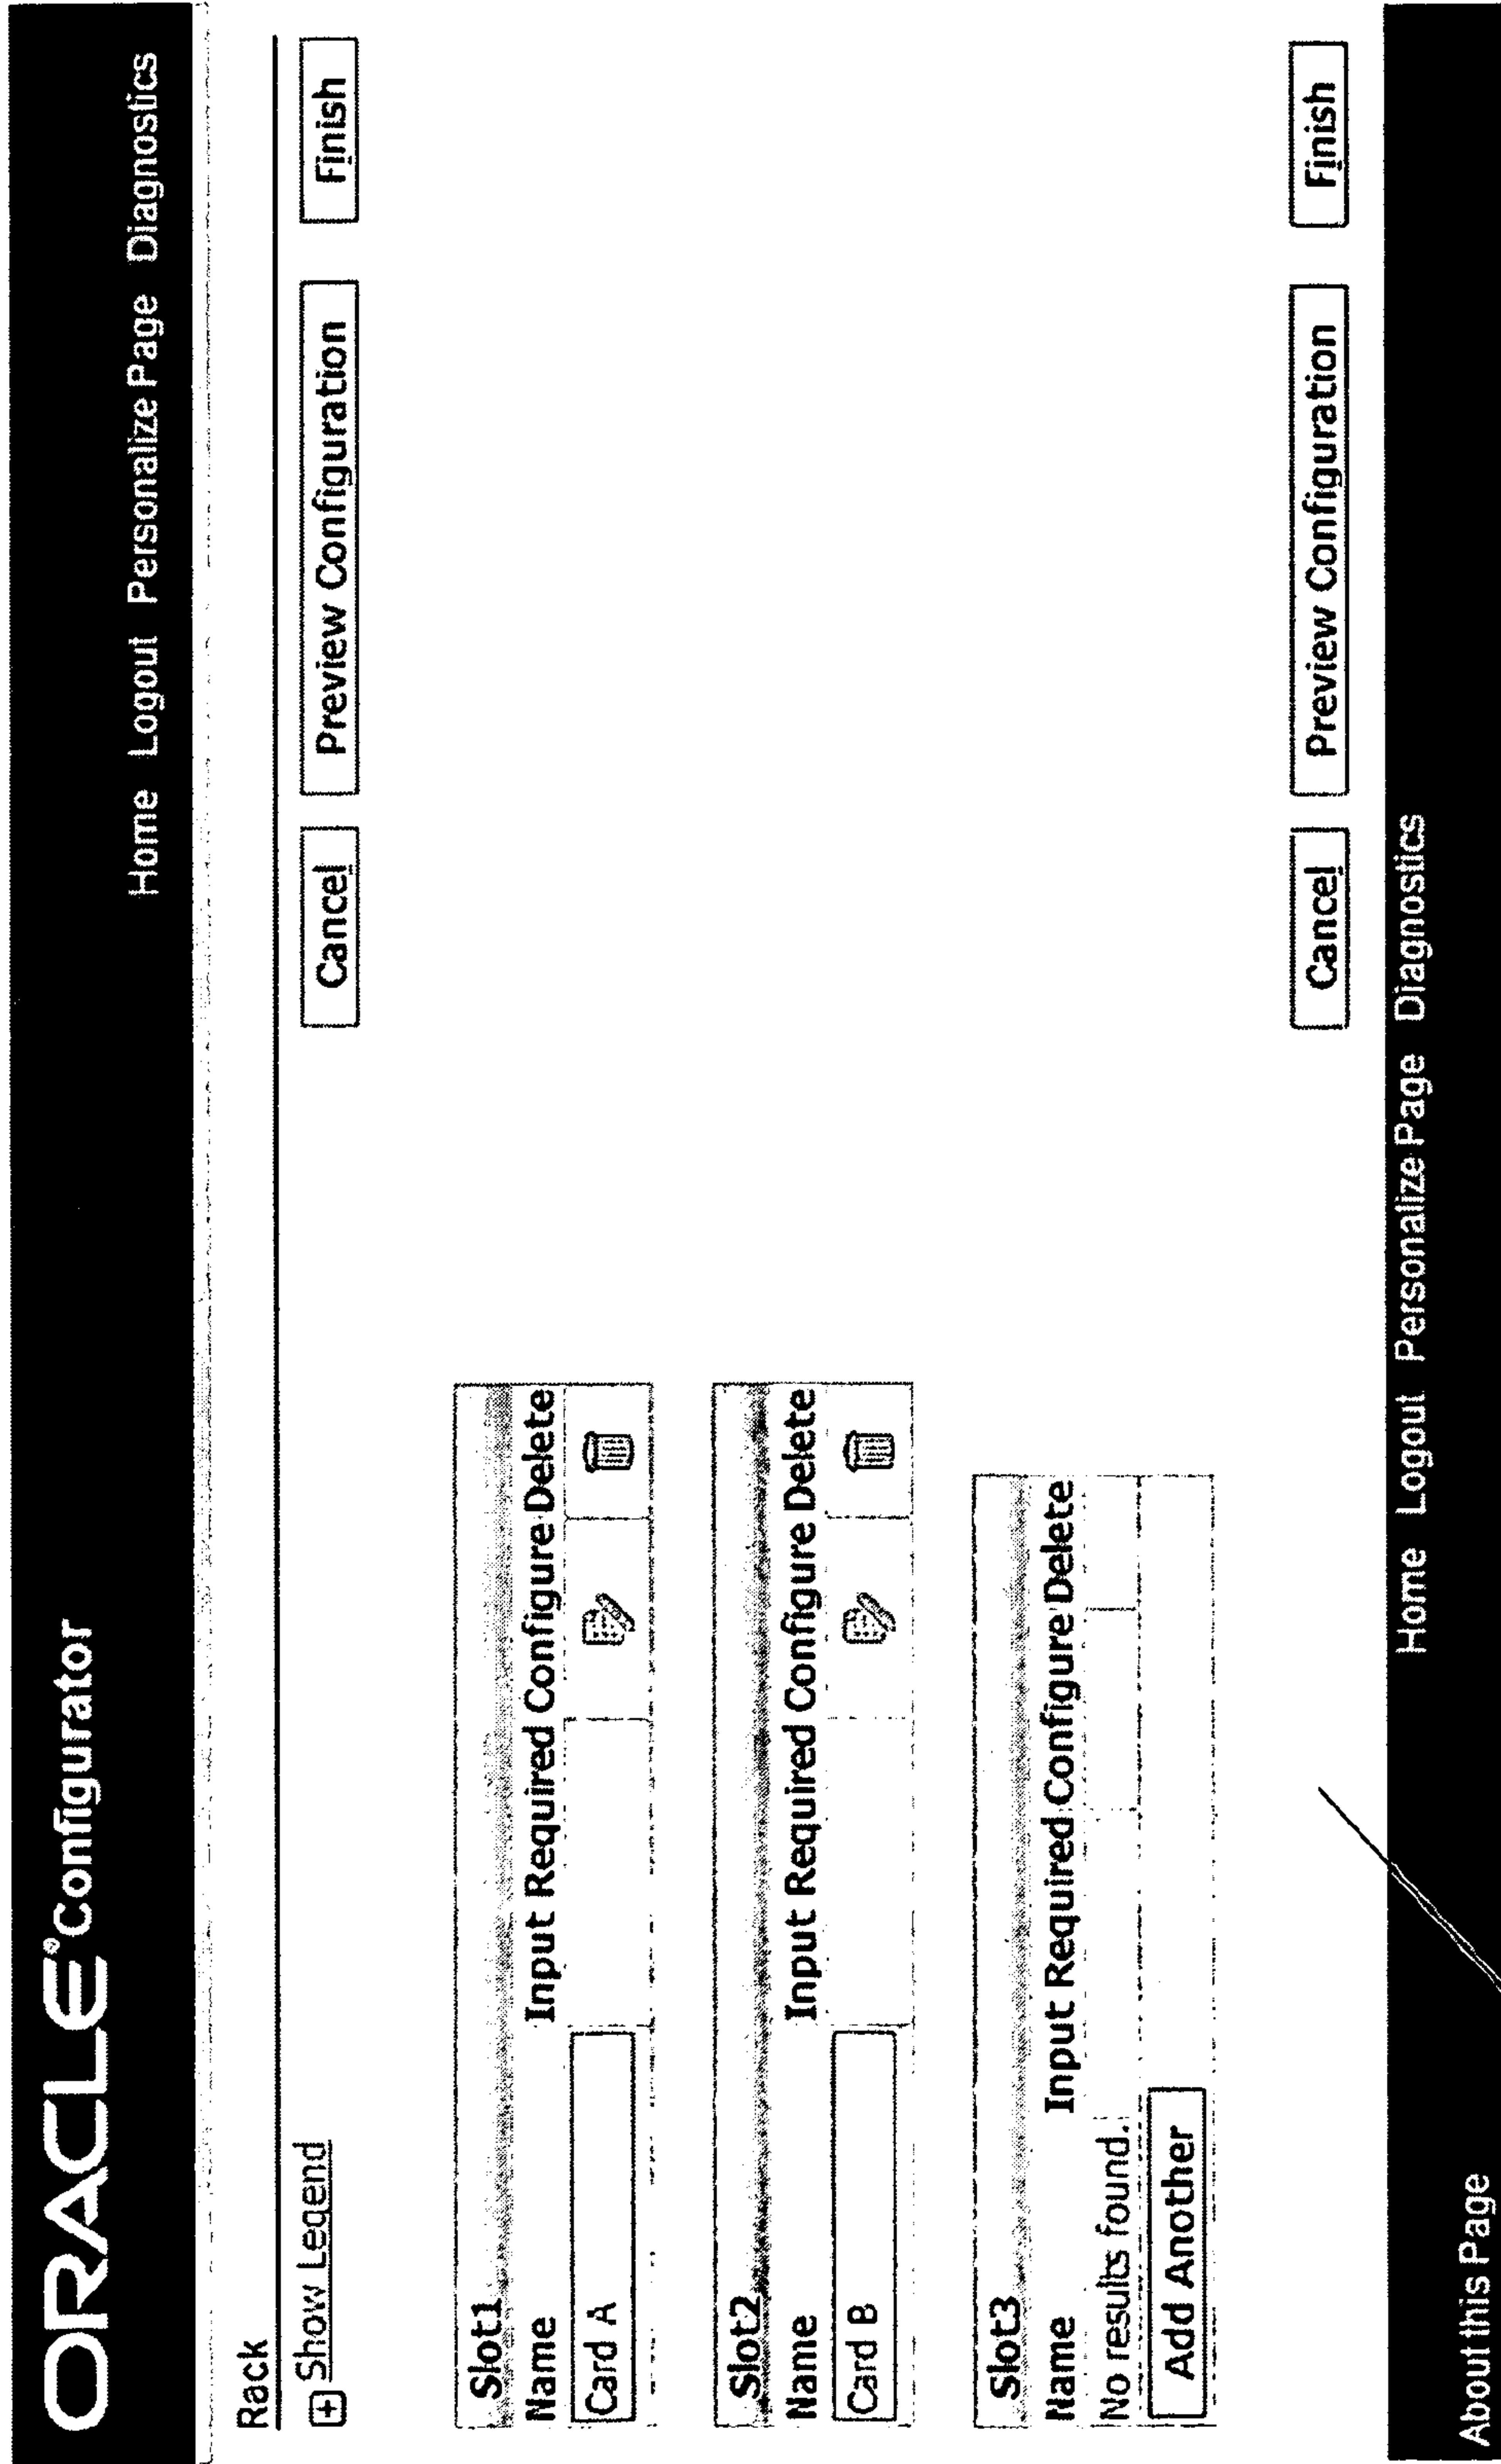 ORACLE® Configurator
Home Logout Personalize Page Diagnostics
Rack
+ Show Legend
Cancel Preview Configuration Finish
Slot1
Name Input Required Configure Delete
Card A
Slot2
Name Input Required Configure Delete
Card B
Slot3
Name Input Required Configure Delete
No results found.
Add Another
Cancel Preview Configuration Finish
Home Logout Personalize Page Diagnostics
About this Page